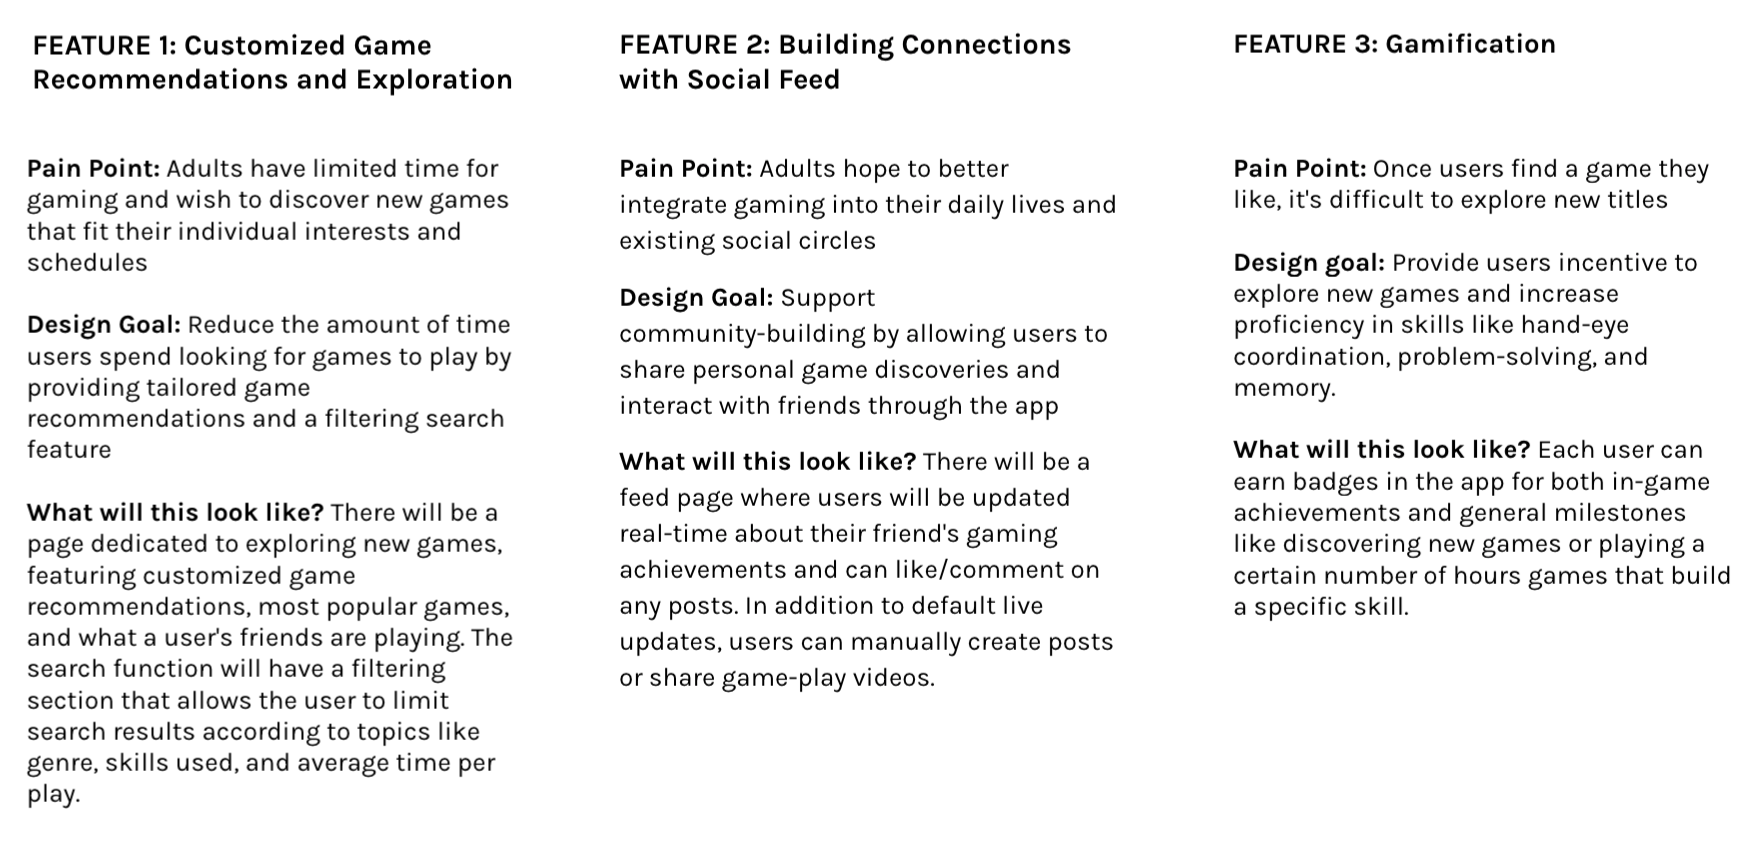 FEATURE 1: Customized Game
Recommendations and Exploration
Pain Point: Adults have limited time for
gaming and wish to discover new games
that fit their individual interests and
schedules
Design Goal: Reduce the amount of time
users spend looking for games to play by
providing tailored game
recommendations and a filtering search
feature
What will this look like? There will be a
page dedicated to exploring new games,
featuring customized game
recommendations, most popular games,
and what a user's friends are playing. The
search function will have a filtering
section that allows the user to limit
search results according to topics like
genre, skills used, and average time per
play.
FEATURE 2: Building Connections
with Social Feed
Pain Point: Adults hope to better
integrate gaming into their daily lives and
existing social circles
Design Goal: Support
community-building by allowing users to
share personal game discoveries and
interact with friends through the app
What will this look like? There will be a
feed page where users will be updated
real-time about their friend's gaming
achievements and can like/comment on
any posts. In addition to default live
updates, users can manually create posts
or share game-play videos.
FEATURE 3: Gamification
Pain Point: Once users find a game they
like, it's difficult to explore new titles
Design goal: Provide users incentive to
explore new games and increase
proficiency in skills like hand-eye
coordination, problem-solving, and
memory.
What will this look like? Each user can
earn badges in the app for both in-game
achievements and general milestones
like discovering new games or playing a
certain number of hours games that build
a specific skill.